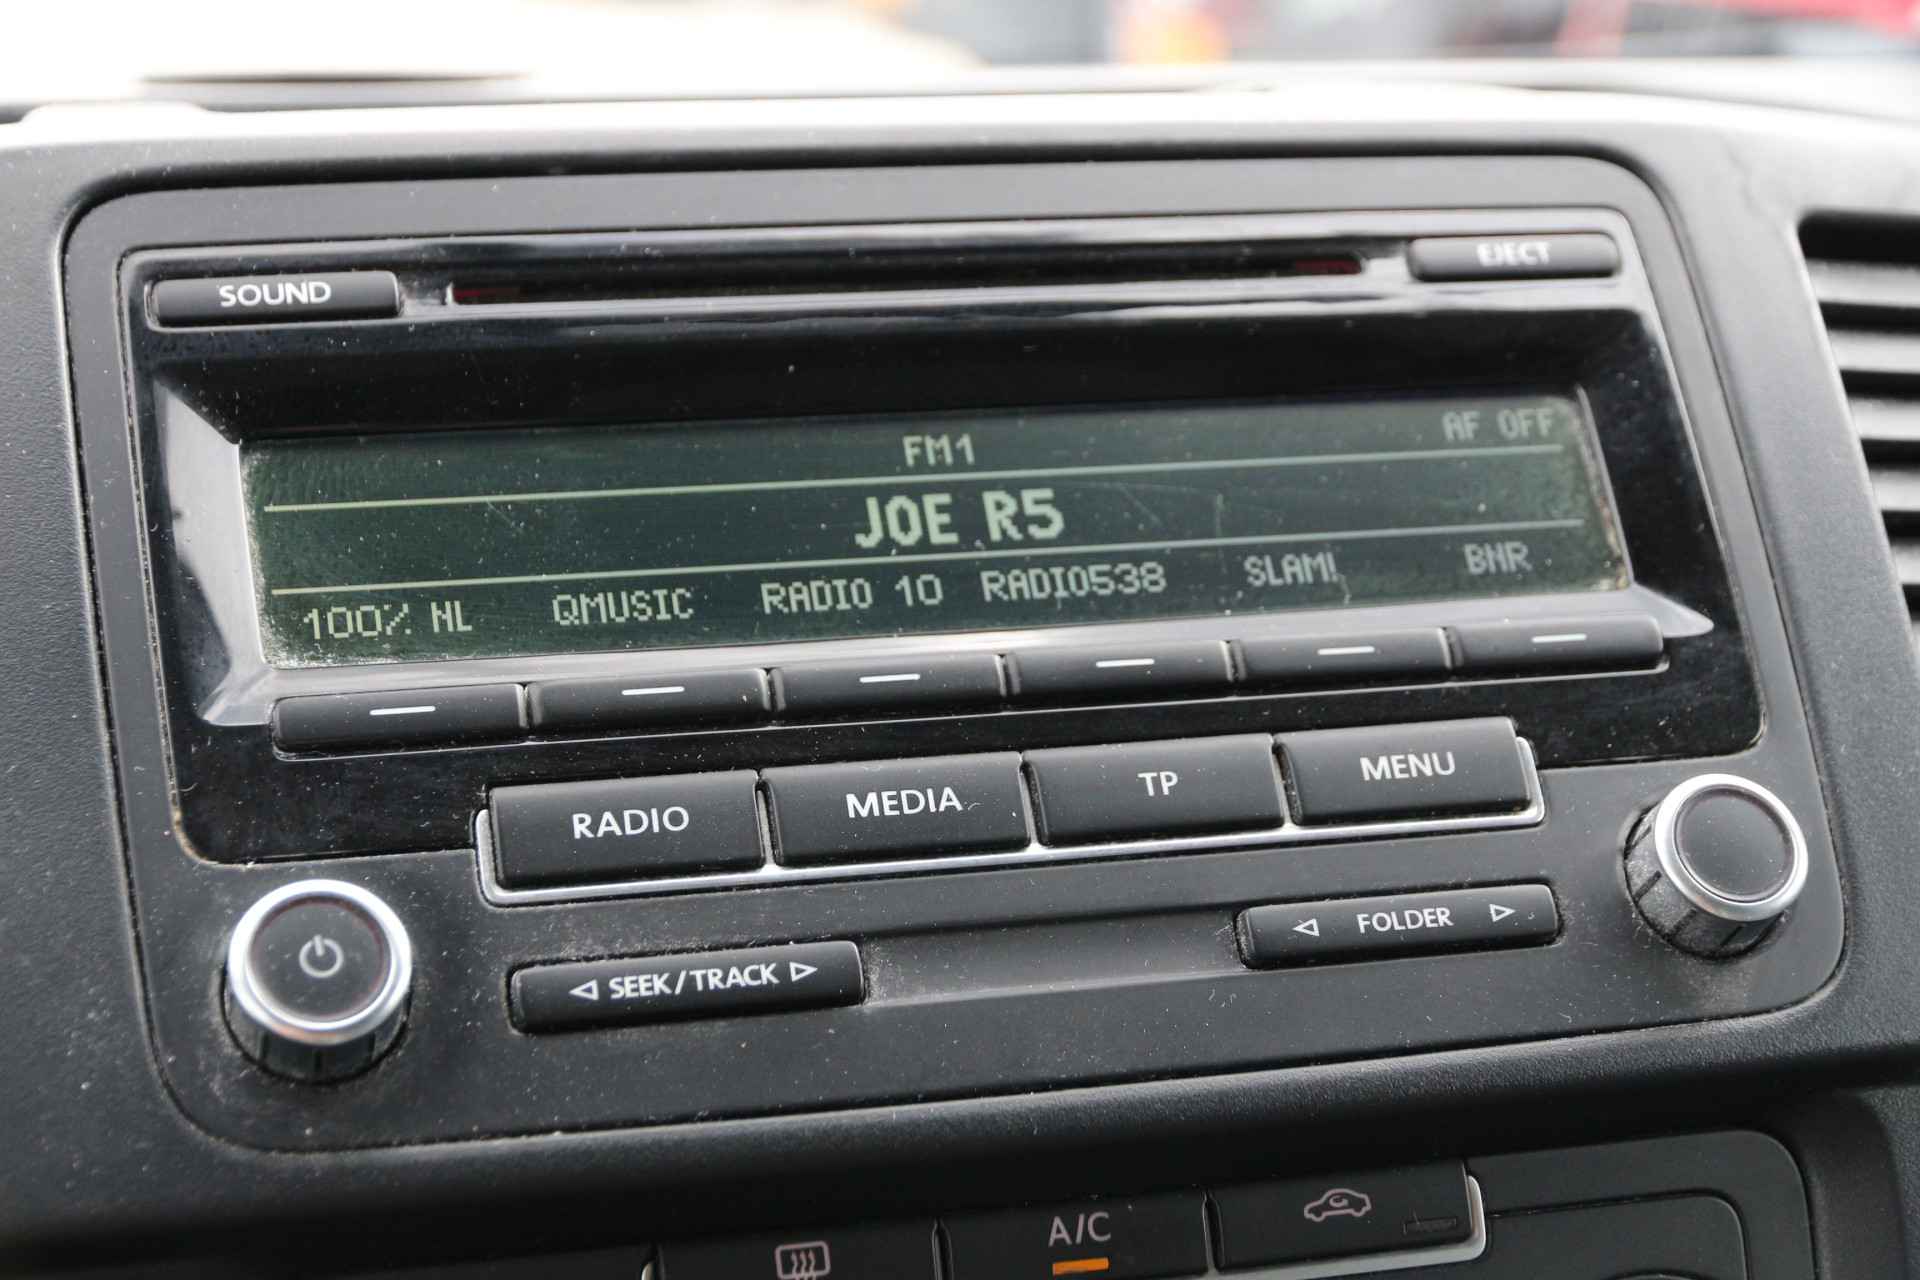 SOUND EJECT
FM1 AF OFF
JOE R5
100% NL QMUSIC RADIO 10 RADIO538 SLAM! BNR
RADIO MEDIA TP MENU
SEEK/TRACK FOLDER
A/C